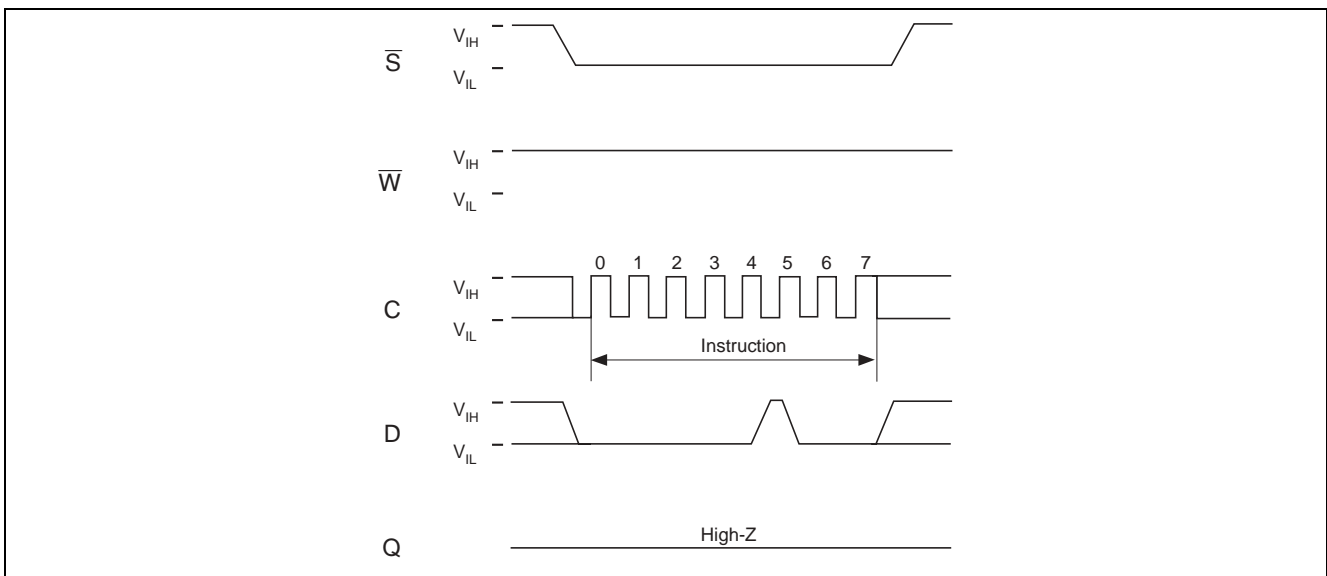 S̅
V_IH
V_IL
W̅
V_IH
V_IL
C
V_IH
V_IL
0 1 2 3 4 5 6 7
Instruction
D
V_IH
V_IL
Q
High-Z